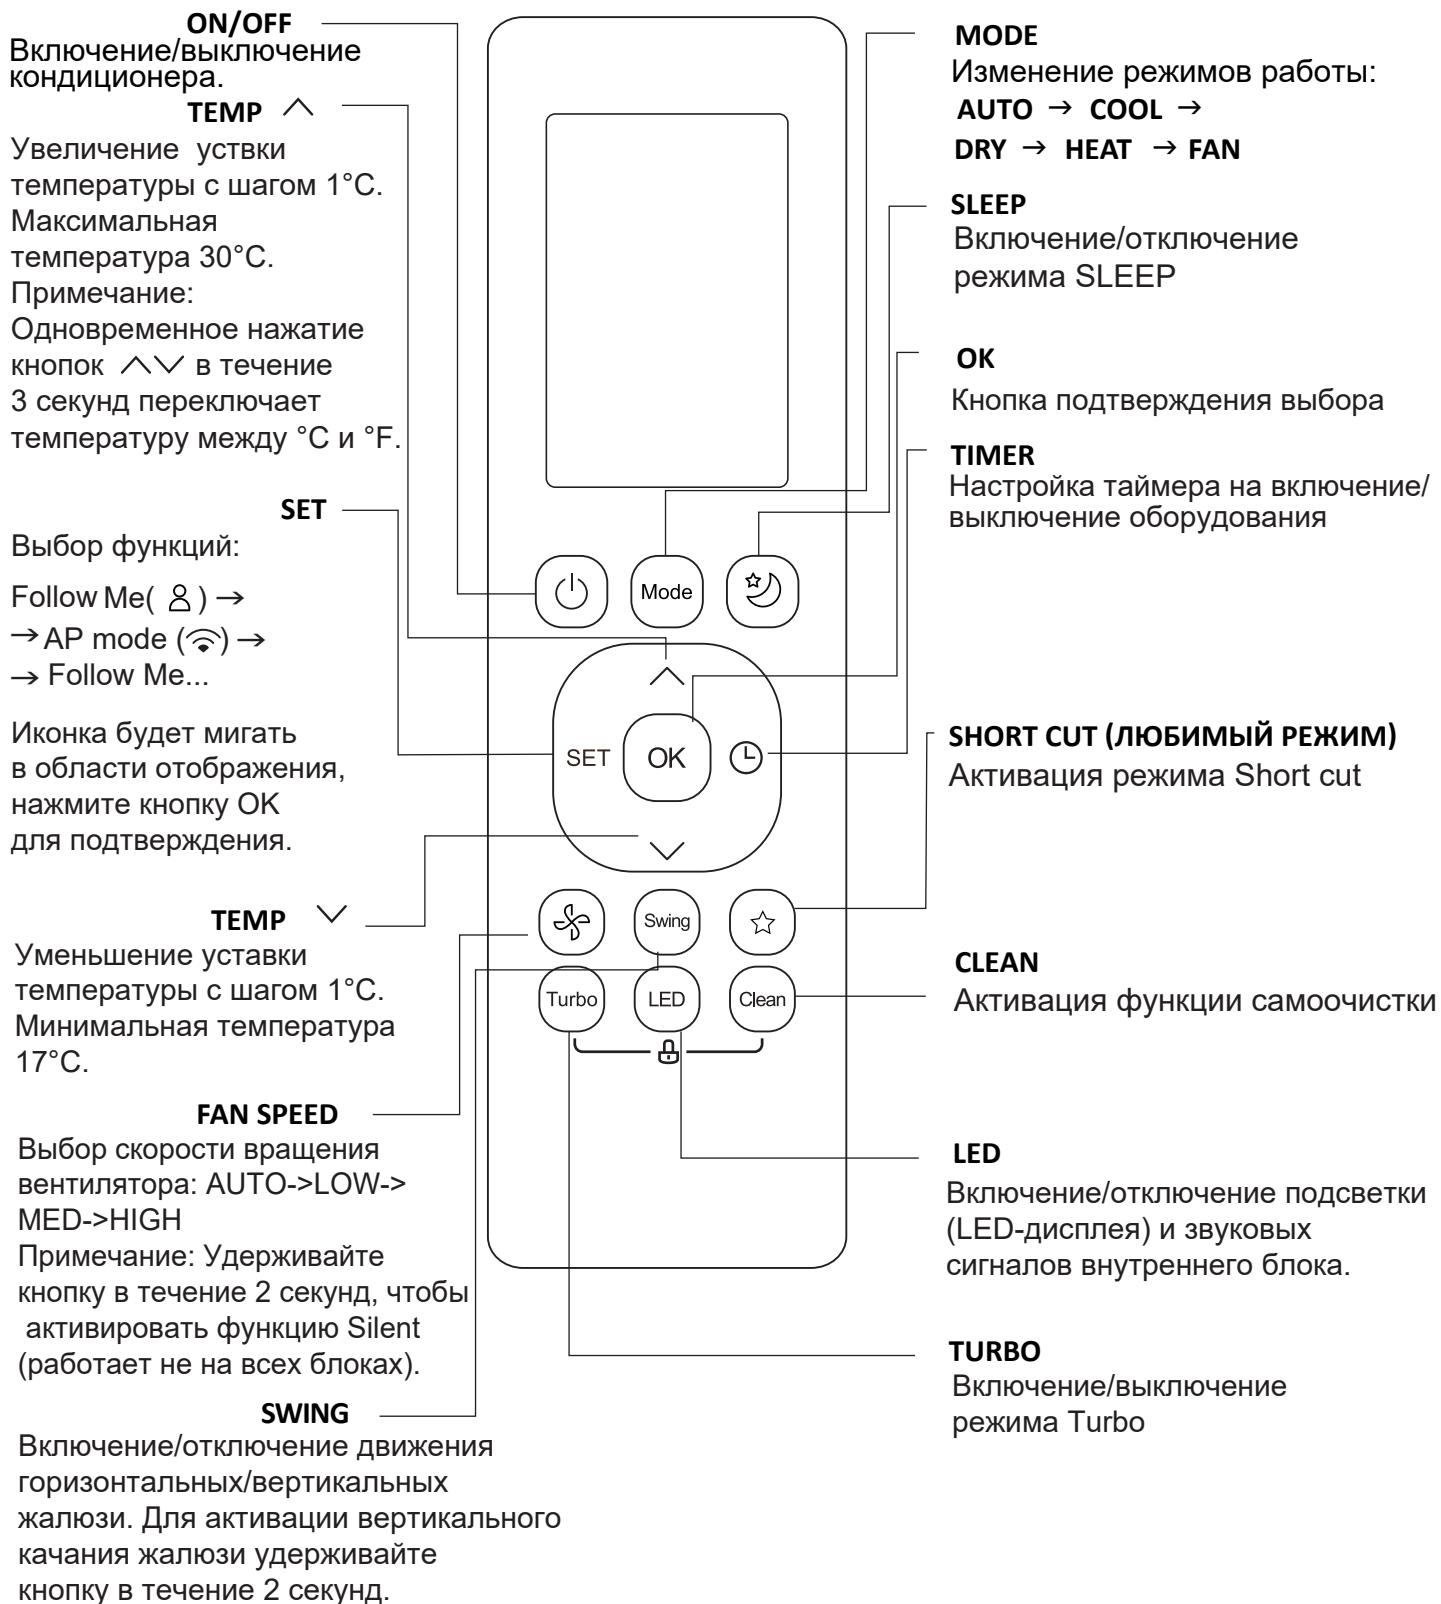 ON/OFF
Включение/выключение
кондиционера.
TEMP
Увеличение уствки
температуры с шагом 1°C.
Максимальная
температура 30°C.
Примечание:
Одновременное нажатие
кнопок в течение
3 секунд переключает
температуру между °C и °F.
SET
Выбор функций:
Follow Me( ) →
→ AP mode ( ) →
→ Follow Me...
Иконка будет мигать
в области отображения,
нажмите кнопку OK
для подтверждения.
TEMP
Уменьшение уставки
температуры с шагом 1°C.
Минимальная температура
17°C.
FAN SPEED
Выбор скорости вращения
вентилятора: AUTO->LOW->
MED->HIGH
Примечание: Удерживайте
кнопку в течение 2 секунд, чтобы
активировать функцию Silent
(работает не на всех блоках).
SWING
Включение/отключение движения
горизонтальных/вертикальных
жалюзи. Для активации вертикального
качания жалюзи удерживайте
кнопку в течение 2 секунд.
Mode
SET OK
Swing
Turbo LED Clean
MODE
Изменение режимов работы:
AUTO → COOL →
DRY → HEAT → FAN
SLEEP
Включение/отключение
режима SLEEP
OK
Кнопка подтверждения выбора
TIMER
Настройка таймера на включение/
выключение оборудования
SHORT CUT (ЛЮБИМЫЙ РЕЖИМ)
Активация режима Short cut
CLEAN
Активация функции самоочистки
LED
Включение/отключение подсветки
(LED-дисплея) и звуковых
сигналов внутреннего блока.
TURBO
Включение/выключение
режима Turbo